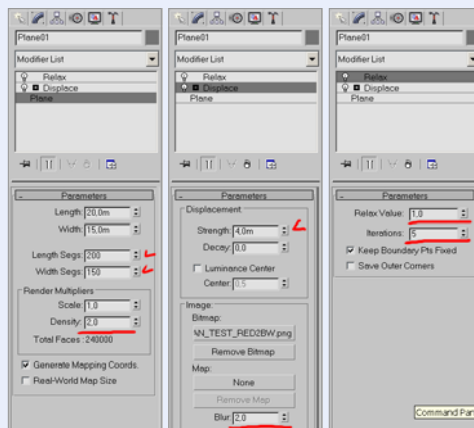 Plane01
Modifier List
Relax
Displace
Plane
Parameters
Length: 20,0m
Width: 15,0m
Length Segs: 200
Width Segs: 150
Render Multipliers
Scale: 1,0
Density: 2,0
Total Faces : 240000
Generate Mapping Coords.
Real-World Map Size
Plane01
Modifier List
Relax
Displace
Plane
Parameters
Displacement:
Strength: 4,0m
Decay: 0,0
Luminance Center
Center: 0,5
Image:
Bitmap:
\N_TEST_RED2BW.png
Remove Bitmap
Map:
None
Remove Map
Blur: 2,0
Plane01
Modifier List
Relax
Displace
Plane
Parameters
Relax Value: 1,0
Iterations: 5
Keep Boundary Pts Fixed
Save Outer Corners
Command Pan